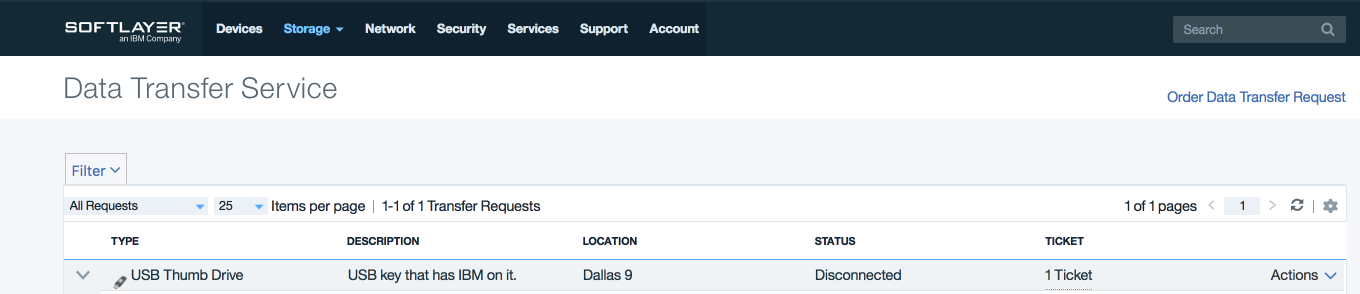 SOFTLAYER® Devices Storage Network Security Services Support Account Search
an IBM Company
Data Transfer Service
Order Data Transfer Request
Filter
All Requests 25 Items per page | 1-1 of 1 Transfer Requests 1 of 1 pages < 1 > |
TYPE DESCRIPTION LOCATION STATUS TICKET
USB Thumb Drive USB key that has IBM on it. Dallas 9 Disconnected 1 Ticket Actions